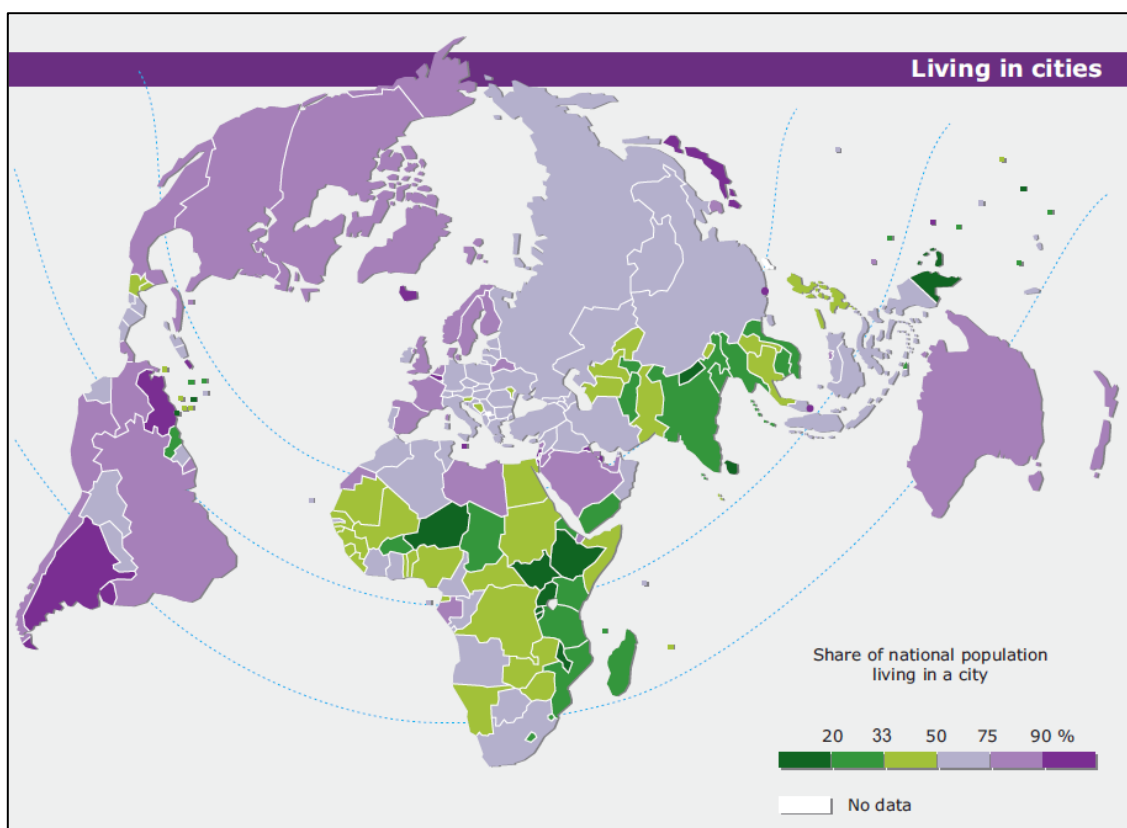 Living in cities
Share of national population
living in a city
20 33 50 75 90 %
No data